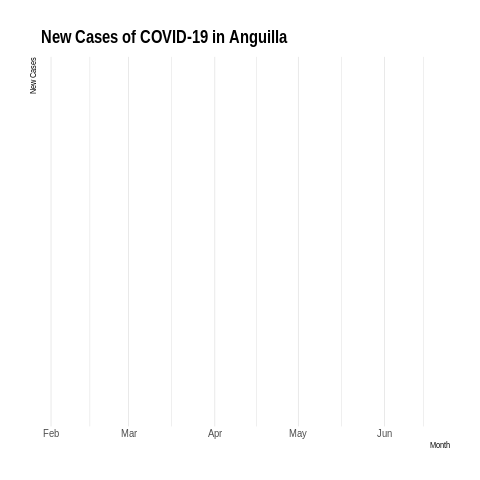 New Cases of COVID-19 in Anguilla
New Cases
Feb Mar Apr May Jun
Month